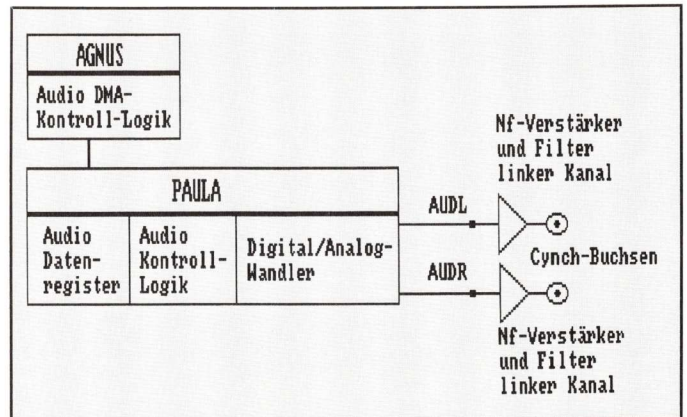 AGNUS
Audio DMA-
Kontroll-Logik
PAULA
Audio
Daten-
register
Audio
Kontroll-
Logik
Digital/Analog-
Wandler
AUDL
AUDR
Nf-Verstärker
und Filter
linker Kanal
Cynch-Buchsen
Nf-Verstärker
und Filter
linker Kanal